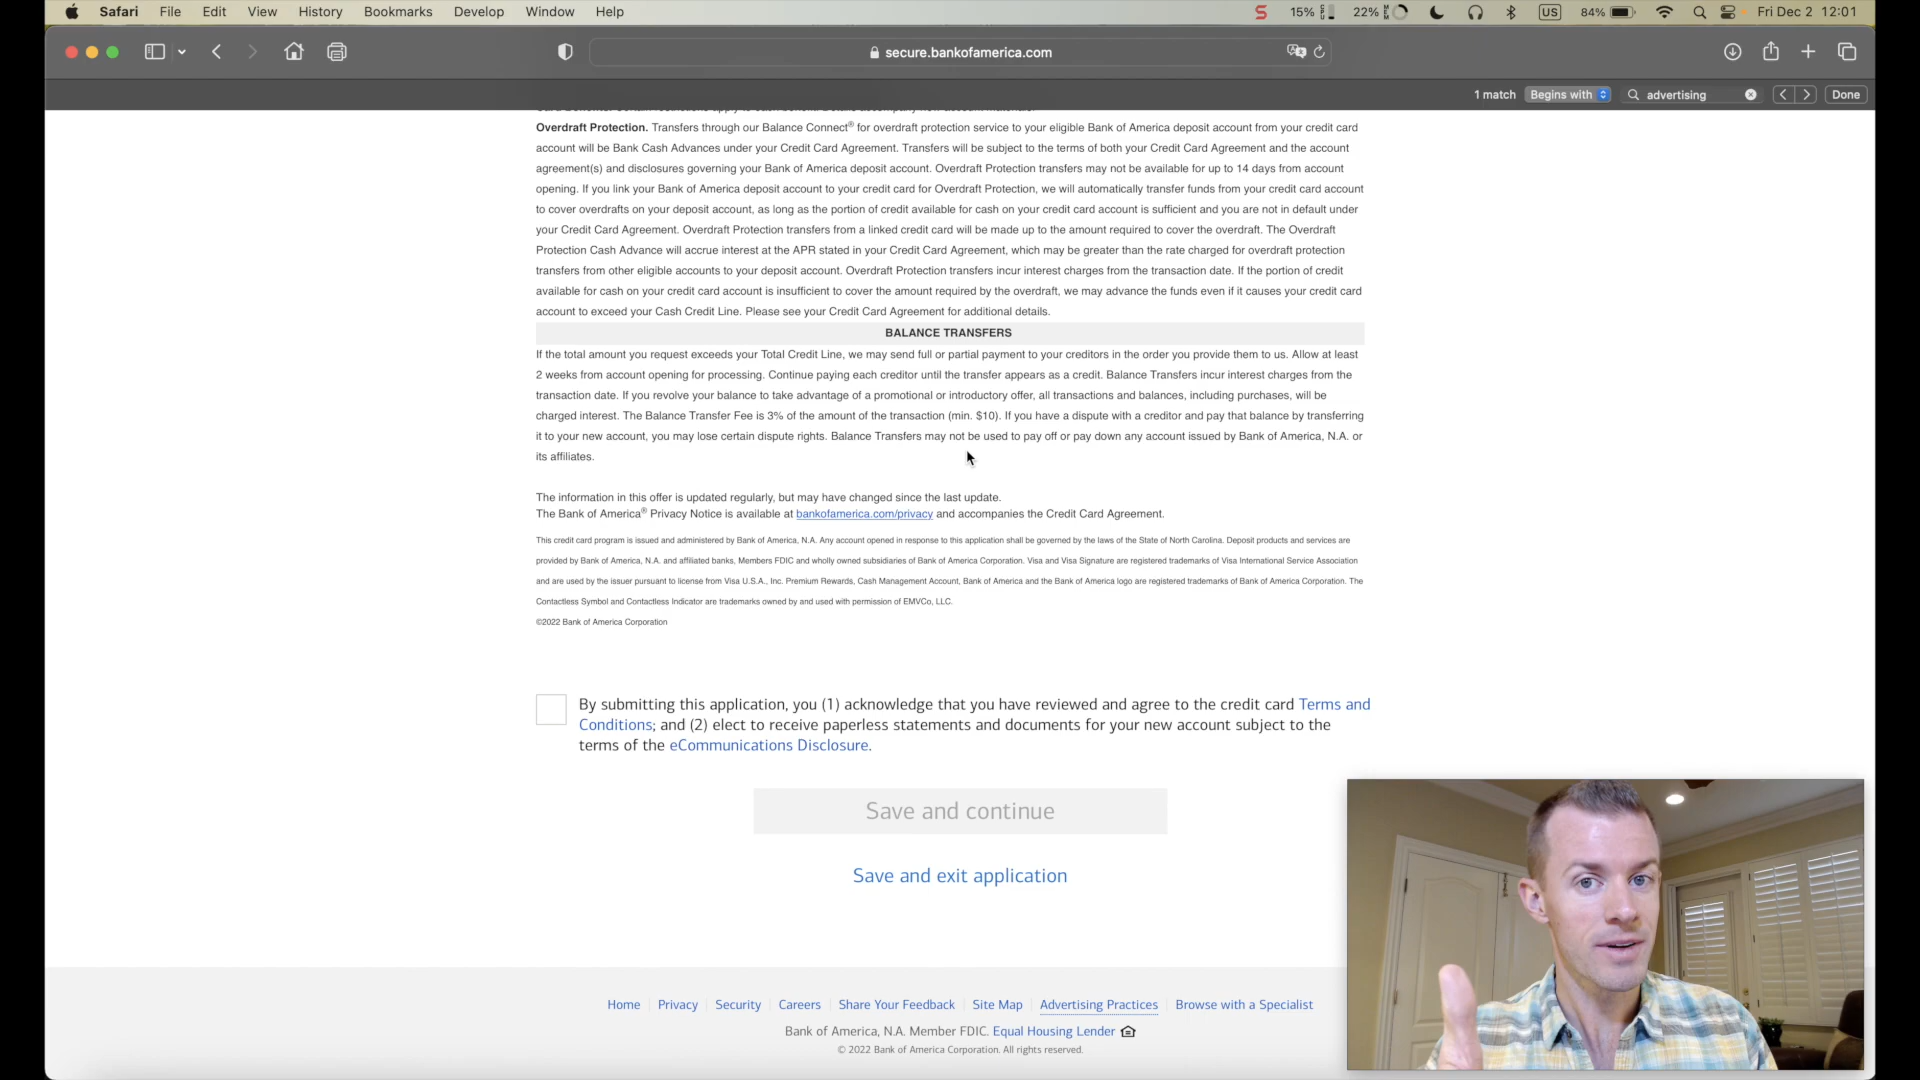 Safari File Edit View History Bookmarks Develop Window Help
15% 22% US 84% Fri Dec 2 12:01
secure.bankofamerica.com
1 match Begins with advertising Done
Overdraft Protection. Transfers through our Balance Connect® for overdraft protection service to your eligible Bank of America deposit account from your credit card
account will be Bank Cash Advances under your Credit Card Agreement. Transfers will be subject to the terms of both your Credit Card Agreement and the account
agreement(s) and disclosures governing your Bank of America deposit account. Overdraft Protection transfers may not be available for up to 14 days from account
opening. If you link your Bank of America deposit account to your credit card for Overdraft Protection, we will automatically transfer funds from your credit card account
to cover overdrafts on your deposit account, as long as the portion of credit available for cash on your credit card account is sufficient and you are not in default under
your Credit Card Agreement. Overdraft Protection transfers from a linked credit card will be made up to the amount required to cover the overdraft. The Overdraft
Protection Cash Advance will accrue interest at the APR stated in your Credit Card Agreement, which may be greater than the rate charged for overdraft protection
transfers from other eligible accounts to your deposit account. Overdraft Protection transfers incur interest charges from the transaction date. If the portion of credit
available for cash on your credit card account is insufficient to cover the amount required by the overdraft, we may advance the funds even if it causes your credit card
account to exceed your Cash Credit Line. Please see your Credit Card Agreement for additional details.
BALANCE TRANSFERS
If the total amount you request exceeds your Total Credit Line, we may send full or partial payment to your creditors in the order you provide them to us. Allow at least
2 weeks from account opening for processing. Continue paying each creditor until the transfer appears as a credit. Balance Transfers incur interest charges from the
transaction date. If you revolve your balance to take advantage of a promotional or introductory offer, all transactions and balances, including purchases, will be
charged interest. The Balance Transfer Fee is 3% of the amount of the transaction (min. $10). If you have a dispute with a creditor and pay that balance by transferring
it to your new account, you may lose certain dispute rights. Balance Transfers may not be used to pay off or pay down any account issued by Bank of America, N.A. or
its affiliates.
The information in this offer is updated regularly, but may have changed since the last update.
The Bank of America® Privacy Notice is available at bankofamerica.com/privacy and accompanies the Credit Card Agreement.
This credit card program is issued and administered by Bank of America, N.A. Any account opened in response to this application shall be governed by the laws of the State of North Carolina. Deposit products and services are
provided by Bank of America, N.A. and affiliated banks, Members FDIC and wholly owned subsidiaries of Bank of America Corporation. Visa and Visa Signature are registered trademarks of Visa International Service Association
and are used by the issuer pursuant to license from Visa U.S.A., Inc. Premium Rewards, Cash Management Account, Bank of America and the Bank of America logo are registered trademarks of Bank of America Corporation. The
Contactless Symbol and Contactless Indicator are trademarks owned by and used with permission of EMVCo, LLC.
©2022 Bank of America Corporation
By submitting this application, you (1) acknowledge that you have reviewed and agree to the credit card Terms and
Conditions; and (2) elect to receive paperless statements and documents for your new account subject to the
terms of the eCommunications Disclosure.
Save and continue
Save and exit application
Home Privacy Security Careers Share Your Feedback Site Map Advertising Practices Browse with a Specialist
Bank of America, N.A. Member FDIC. Equal Housing Lender
© 2022 Bank of America Corporation. All rights reserved.